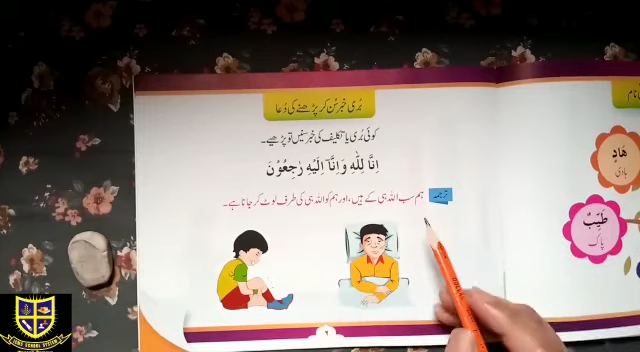 بُری خبر سُن کر پڑھنے کی دُعا
کوئی بُری یا تکلیف کی خبر سنیں تو پڑھیے۔
اِنَّا لِلّٰهِ وَاِنَّاۤ اِلَيْهِ رٰجِعُوْنَ
ترجمہ
ہم سب اللہ ہی کے ہیں، اور ہم کو اللہ ہی کی طرف لوٹ کر جانا ہے۔
نام
هَادٍ
ہادی
طَيِّبٌ
پاک